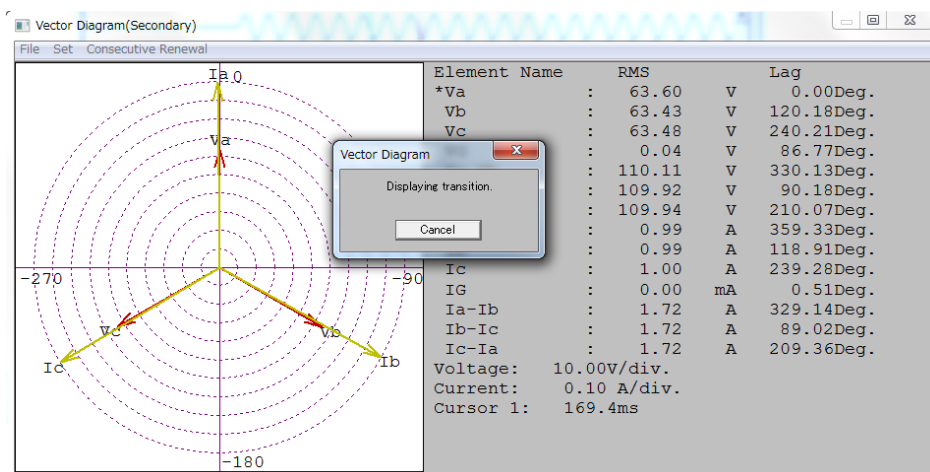 Vector Diagram(Secondary)
File Set Consecutive Renewal
Ia 0
Va
-270
-90
Vc
Vb
Ic
Ib
-180
Element Name RMS Lag
*Va : 63.60 V 0.00Deg.
Vb : 63.43 V 120.18Deg.
Vc : 63.48 V 240.21Deg.
: 0.04 V 86.77Deg.
: 110.11 V 330.13Deg.
: 109.92 V 90.18Deg.
: 109.94 V 210.07Deg.
: 0.99 A 359.33Deg.
: 0.99 A 118.91Deg.
Ic : 1.00 A 239.28Deg.
IG : 0.00 mA 0.51Deg.
Ia-Ib : 1.72 A 329.14Deg.
Ib-Ic : 1.72 A 89.02Deg.
Ic-Ia : 1.72 A 209.36Deg.
Voltage: 10.00V/div.
Current: 0.10 A/div.
Cursor 1: 169.4ms
Vector Diagram
Displaying transition.
Cancel